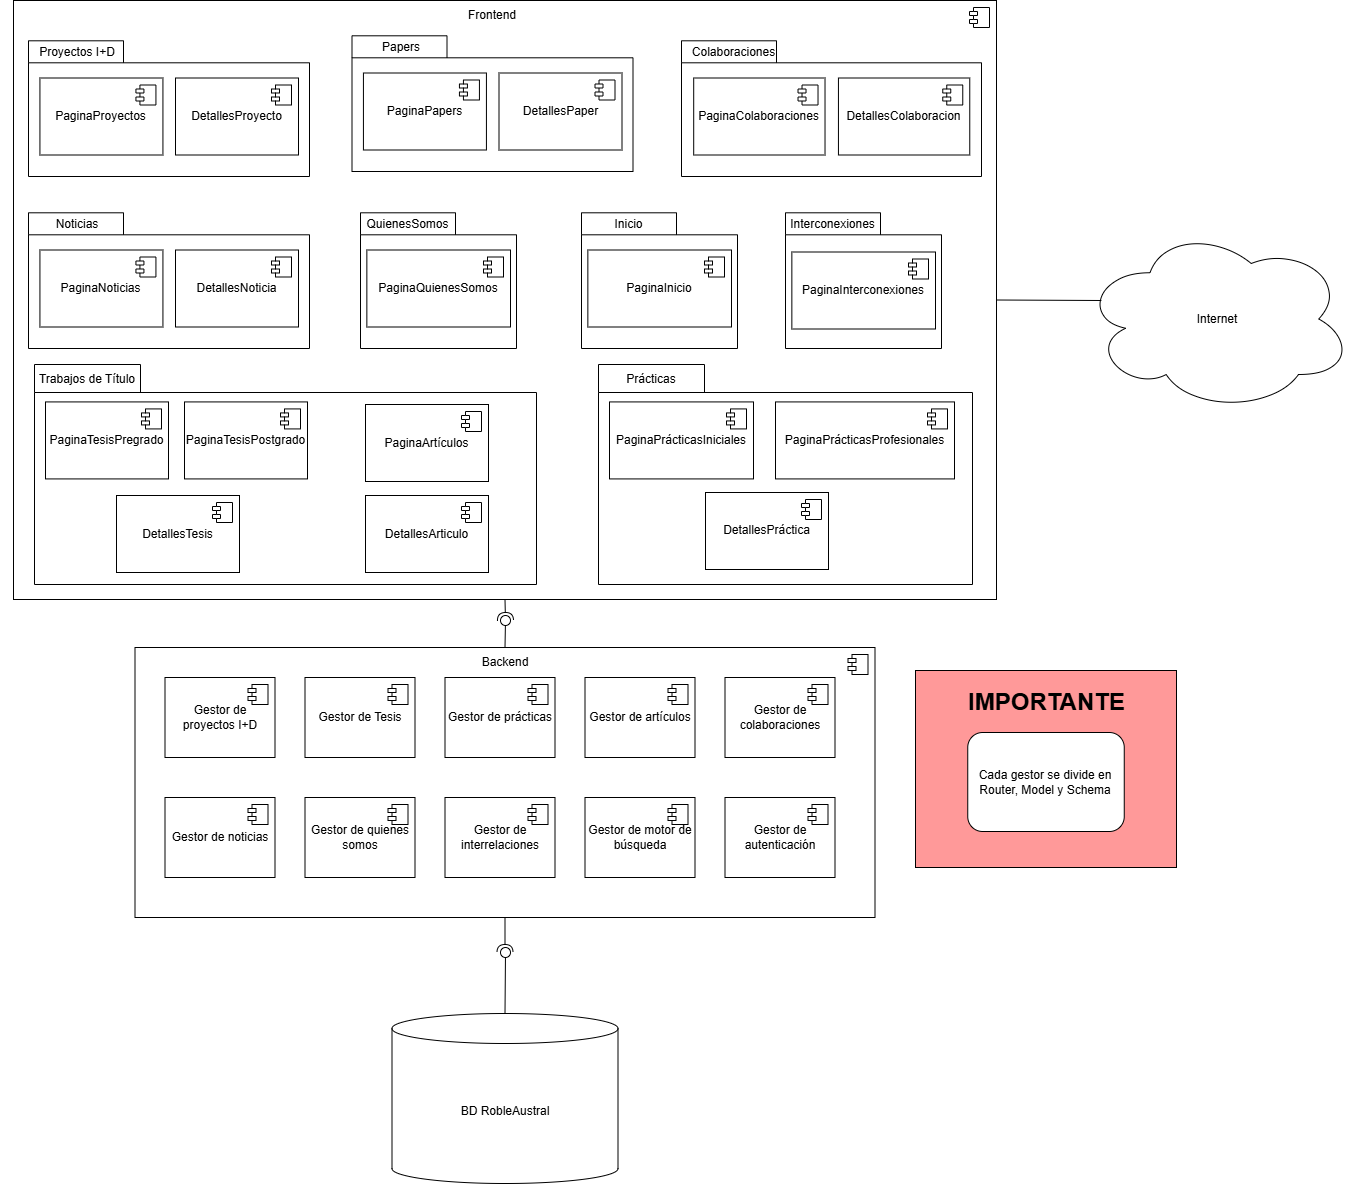 Frontend
Proyectos I+D
PaginaProyectos
DetallesProyecto
Papers
PaginaPapers
DetallesPaper
Colaboraciones
PaginaColaboraciones
DetallesColaboracion
Noticias
PaginaNoticias
DetallesNoticia
QuienesSomos
PaginaQuienesSomos
Inicio
PaginaInicio
Interconexiones
PaginaInterconexiones
Internet
Trabajos de Título
PaginaTesisPregrado
PaginaTesisPostgrado
PaginaArtículos
DetallesTesis
DetallesArticulo
Prácticas
PaginaPrácticasIniciales
PaginaPrácticasProfesionales
DetallesPráctica
Backend
Gestor de
proyectos I+D
Gestor de Tesis
Gestor de prácticas
Gestor de artículos
Gestor de
colaboraciones
Gestor de noticias
Gestor de quienes
somos
Gestor de
interrelaciones
Gestor de motor de
búsqueda
Gestor de
autenticación
IMPORTANTE
Cada gestor se divide en
Router, Model y Schema
BD RobleAustral